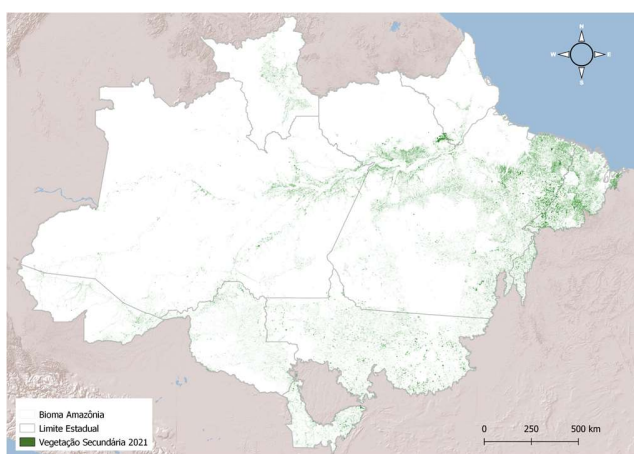 N
W E
S
Bioma Amazônia
Limite Estadual
Vegetação Secundária 2021
0 250 500 km